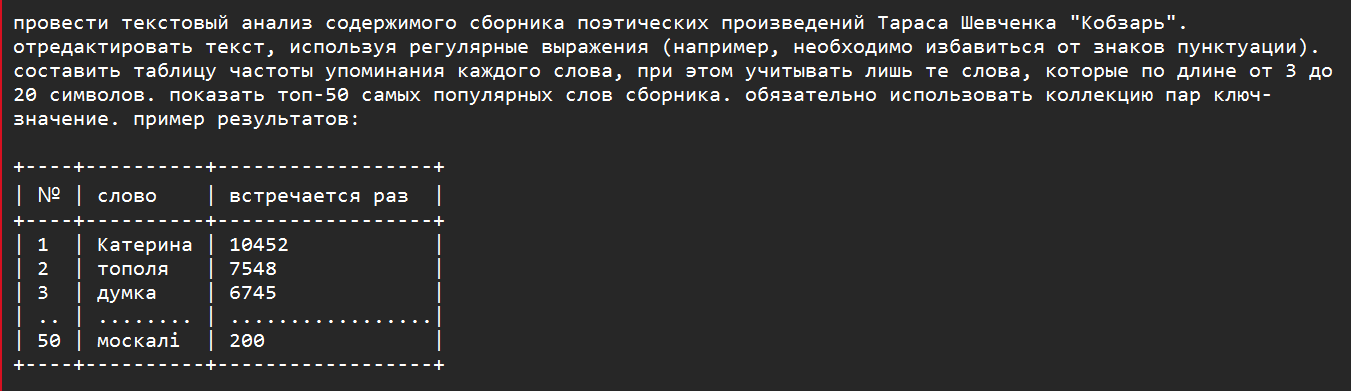 провести текстовый анализ содержимого сборника поэтических произведений Тараса Шевченка "Кобзарь".
отредактировать текст, используя регулярные выражения (например, необходимо избавиться от знаков пунктуации).
составить таблицу частоты упоминания каждого слова, при этом учитывать лишь те слова, которые по длине от 3 до
20 символов. показать топ-50 самых популярных слов сборника. обязательно использовать коллекцию пар ключ-
значение. пример результатов:
+----+----------+------------------+
| № | слово    | встречается раз  |
+----+----------+------------------+
| 1  | Катерина | 10452            |
| 2  | тополя   | 7548             |
| 3  | думка    | 6745             |
| .. | ........ | .................|
| 50 | москалі  | 200              |
+----+----------+------------------+